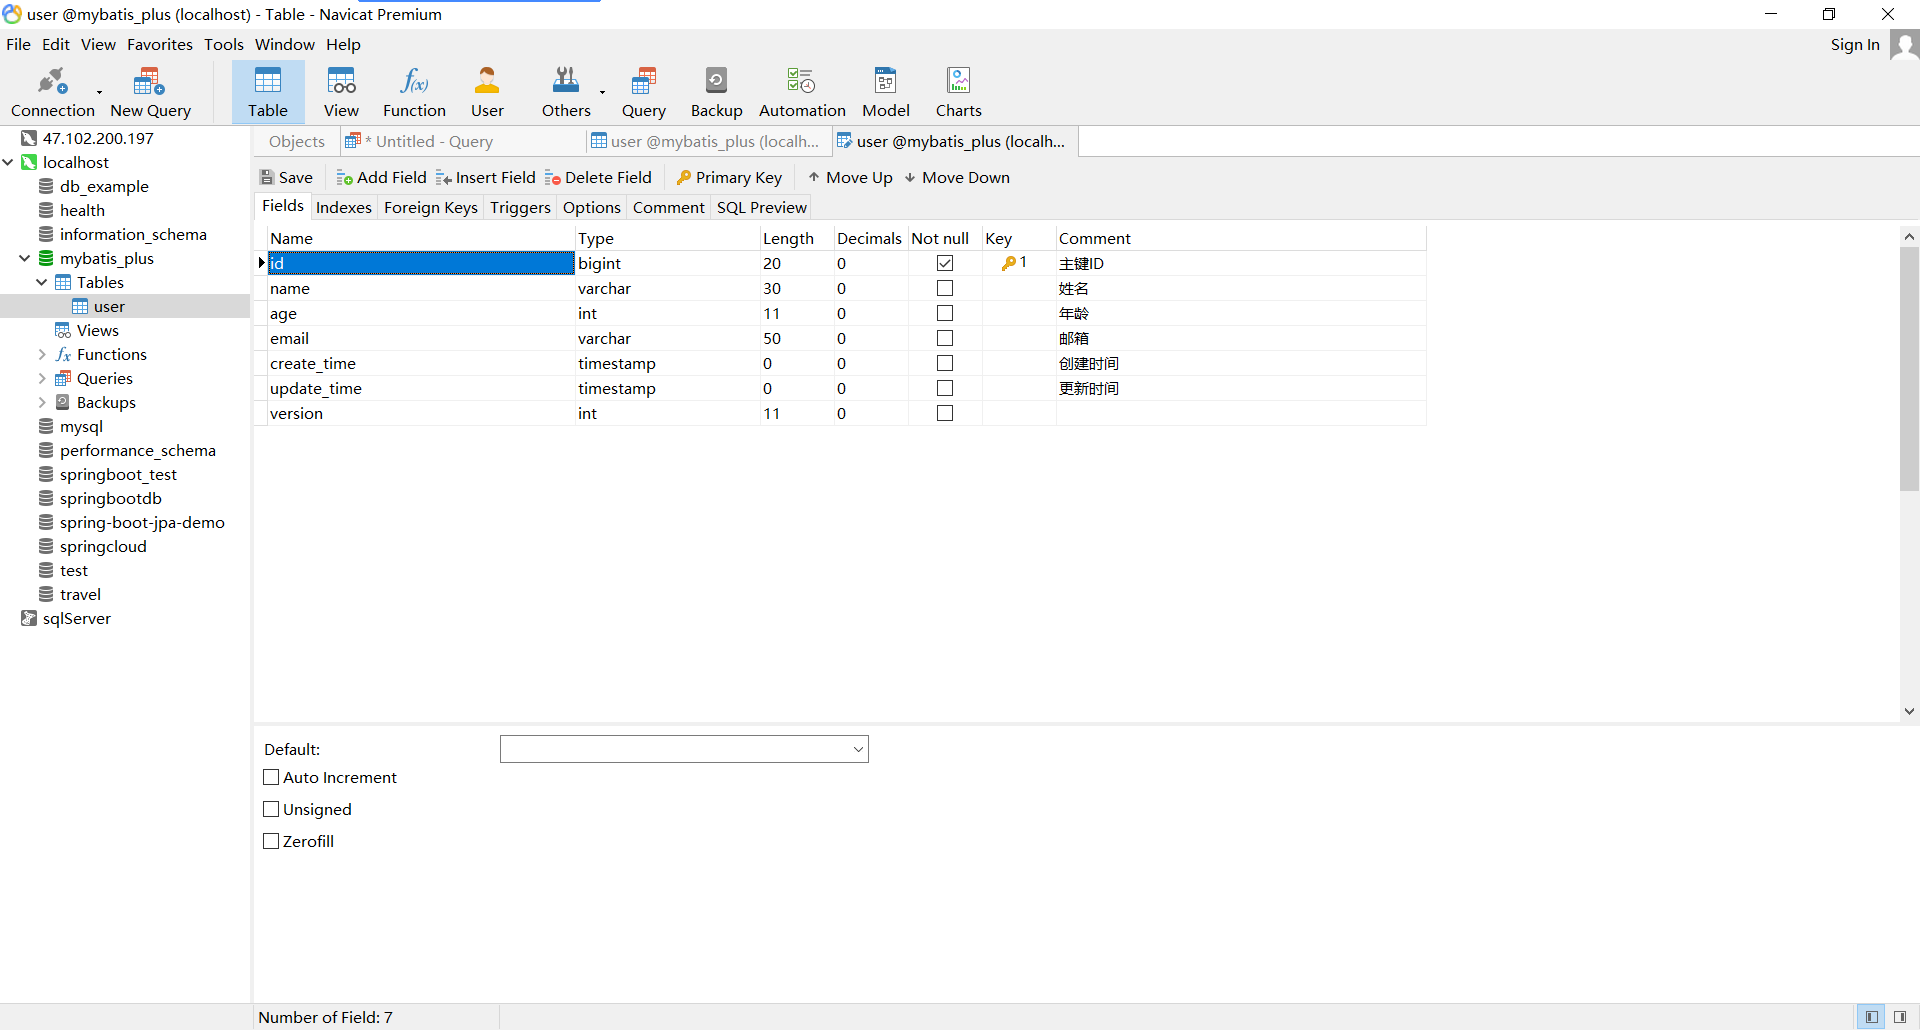 user @mybatis_plus (localhost) - Table - Navicat Premium
File Edit View Favorites Tools Window Help Sign In
Connection New Query Table View Function User Others Query Backup Automation Model Charts
47.102.200.197
localhost
db_example
health
information_schema
mybatis_plus
Tables
user
Views
Functions
Queries
Backups
mysql
performance_schema
springboot_test
springbootdb
spring-boot-jpa-demo
springcloud
test
travel
sqlServer
Objects * Untitled - Query user @mybatis_plus (localh... user @mybatis_plus (localh...
Save Add Field Insert Field Delete Field Primary Key Move Up Move Down
Fields Indexes Foreign Keys Triggers Options Comment SQL Preview
Name Type Length Decimals Not null Key Comment
id bigint 20 0 1 主键ID
name varchar 30 0 姓名
age int 11 0 年龄
email varchar 50 0 邮箱
create_time timestamp 0 0 创建时间
update_time timestamp 0 0 更新时间
version int 11 0
Default:
Auto Increment
Unsigned
Zerofill
Number of Field: 7